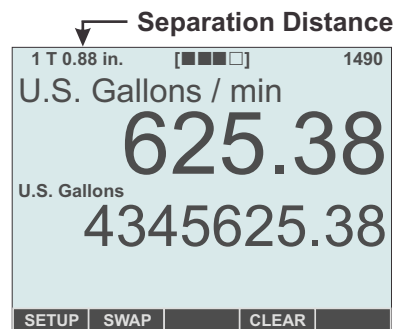 Separation Distance
1 T 0.88 in. [■■■□] 1490
U.S. Gallons / min
625.38
U.S. Gallons
4345625.38
SETUP SWAP CLEAR